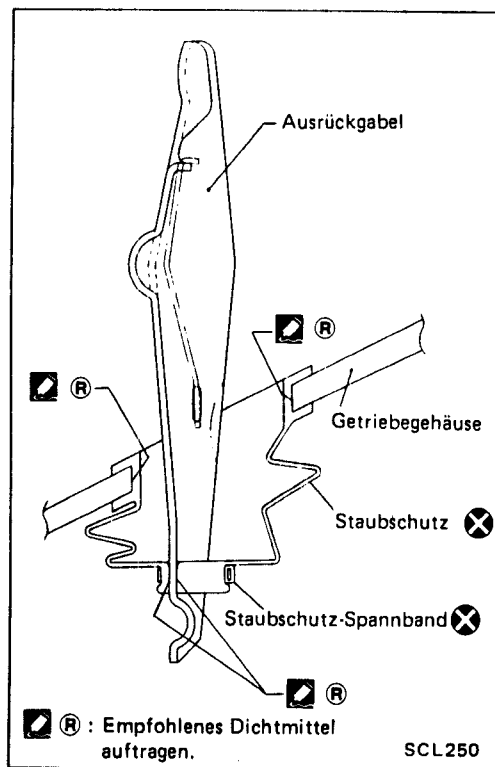 Ausrückgabel
Ⓡ
Ⓡ
Getriebegehäuse
Staubschutz
Staubschutz-Spannband
Ⓡ
Ⓡ : Empfohlenes Dichtmittel
auftragen.
SCL250